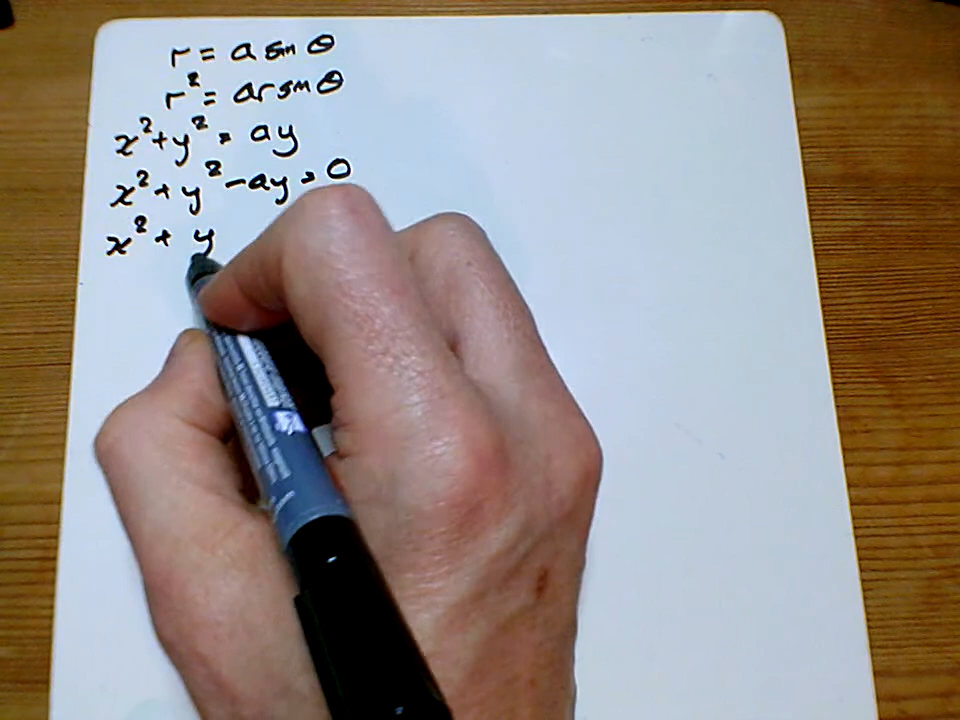 r = a sin θ
r² = ar sin θ
x² + y² = ay
x² + y² - ay = 0
x² + y